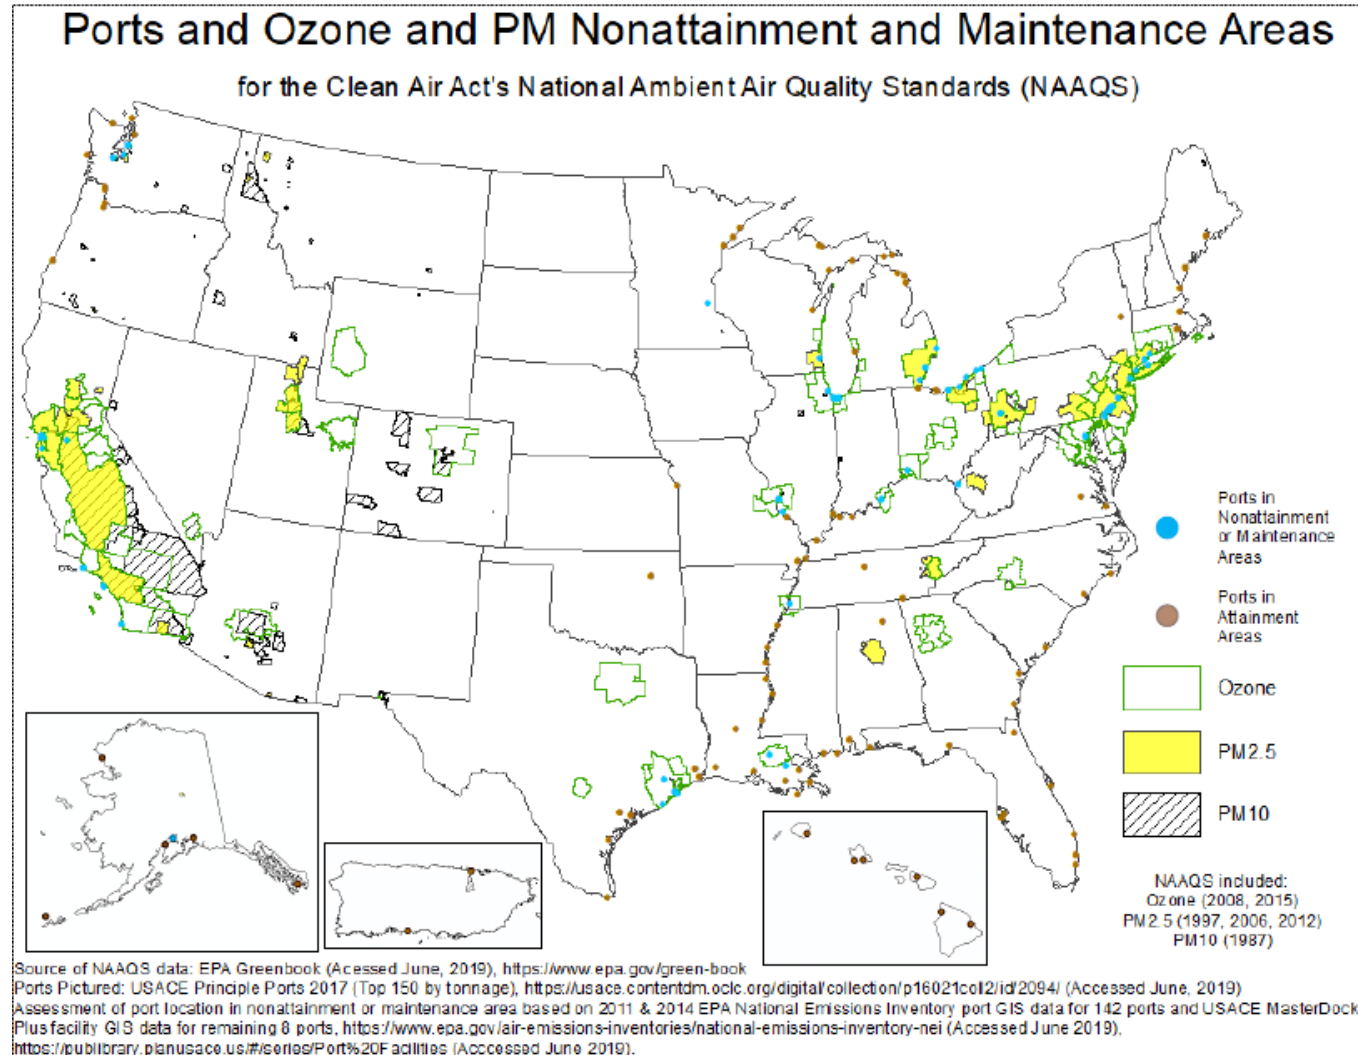 Ports and Ozone and PM Nonattainment and Maintenance Areas
for the Clean Air Act's National Ambient Air Quality Standards (NAAQS)
Ports in
Nonattainment
or Maintenance
Areas
Ports in
Attainment
Areas
Ozone
PM2.5
PM10
NAAQS included:
Ozone (2008, 2015)
PM2.5 (1997, 2006, 2012)
PM10 (1987)
Source of NAAQS data: EPA Greenbook (Acessed June, 2019), https://www.epa.gov/green-book
Ports Pictured: USACE Principle Ports 2017 (Top 150 by tonnage), https://usace.contentdm.oclc.org/digital/collection/p16021coll2/id/2094/ (Accessed June, 2019)
Assessment of port location in nonattainment or maintenance area based on 2011 & 2014 EPA National Emissions Inventory port GIS data for 142 ports and USACE MasterDock
Plus facility GIS data for remaining 8 ports, https://www.epa.gov/air-emissions-inventories/national-emissions-inventory-nei (Accessed June 2019),
https://publibrary.planusace.us/#/series/Port%20Facilities (Acccessed June 2019).